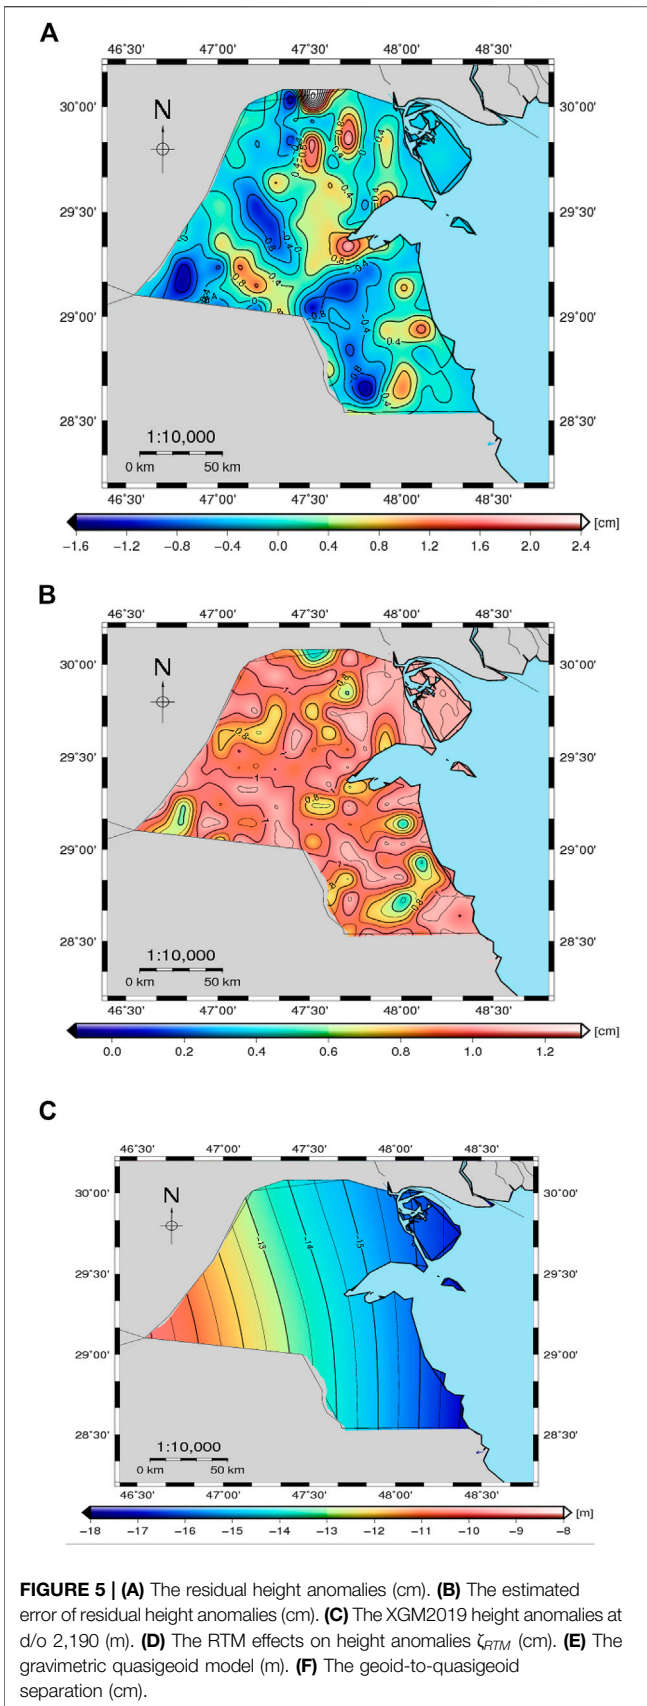 A
46˚30' 47˚00' 47˚30' 48˚00' 48˚30'
30˚00'
N
29˚30'
29˚00'
28˚30'
1:10,000
0 km 50 km
46˚30' 47˚00' 47˚30' 48˚00' 48˚30'
[cm]
−1.6 −1.2 −0.8 −0.4 0.0 0.4 0.8 1.2 1.6 2.0 2.4
B
46˚30' 47˚00' 47˚30' 48˚00' 48˚30'
30˚00' 30˚00'
N
29˚30' 29˚30'
29˚00' 29˚00'
28˚30' 28˚30'
1:10,000
0 km 50 km
46˚30' 47˚00' 47˚30' 48˚00' 48˚30'
[cm]
0.0 0.2 0.4 0.6 0.8 1.0 1.2
C
46˚30' 47˚00' 47˚30' 48˚00' 48˚30'
30˚00' 30˚00'
N
−13 −14 −15
29˚30' 29˚30'
29˚00' 29˚00'
28˚30' 28˚30'
1:10,000
0 km 50 km
46˚30' 47˚00' 47˚30' 48˚00' 48˚30'
[m]
−18 −17 −16 −15 −14 −13 −12 −11 −10 −9 −8
FIGURE 5 | (A) The residual height anomalies (cm). (B) The estimated
error of residual height anomalies (cm). (C) The XGM2019 height anomalies at
d/o 2,190 (m). (D) The RTM effects on height anomalies ζRTM (cm). (E) The
gravimetric quasigeoid model (m). (F) The geoid-to-quasigeoid
separation (cm).